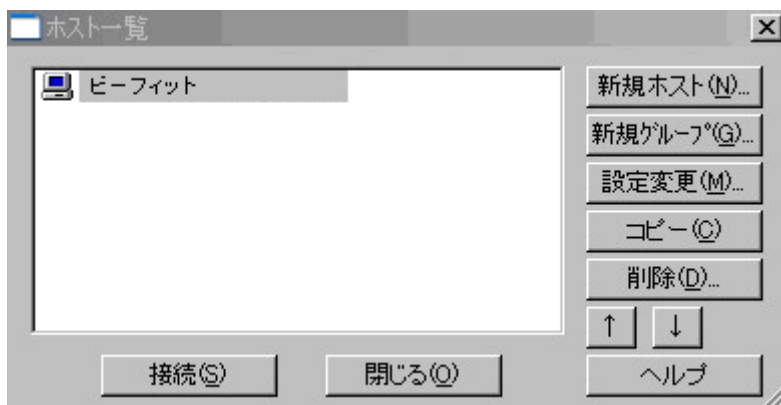 ホスト一覧
ビーフィット
新規ホスト(N)...
新規グループ(G)...
設定変更(M)...
コピー(C)
削除(D)...
↑ ↓
接続(S) 閉じる(O) ヘルプ